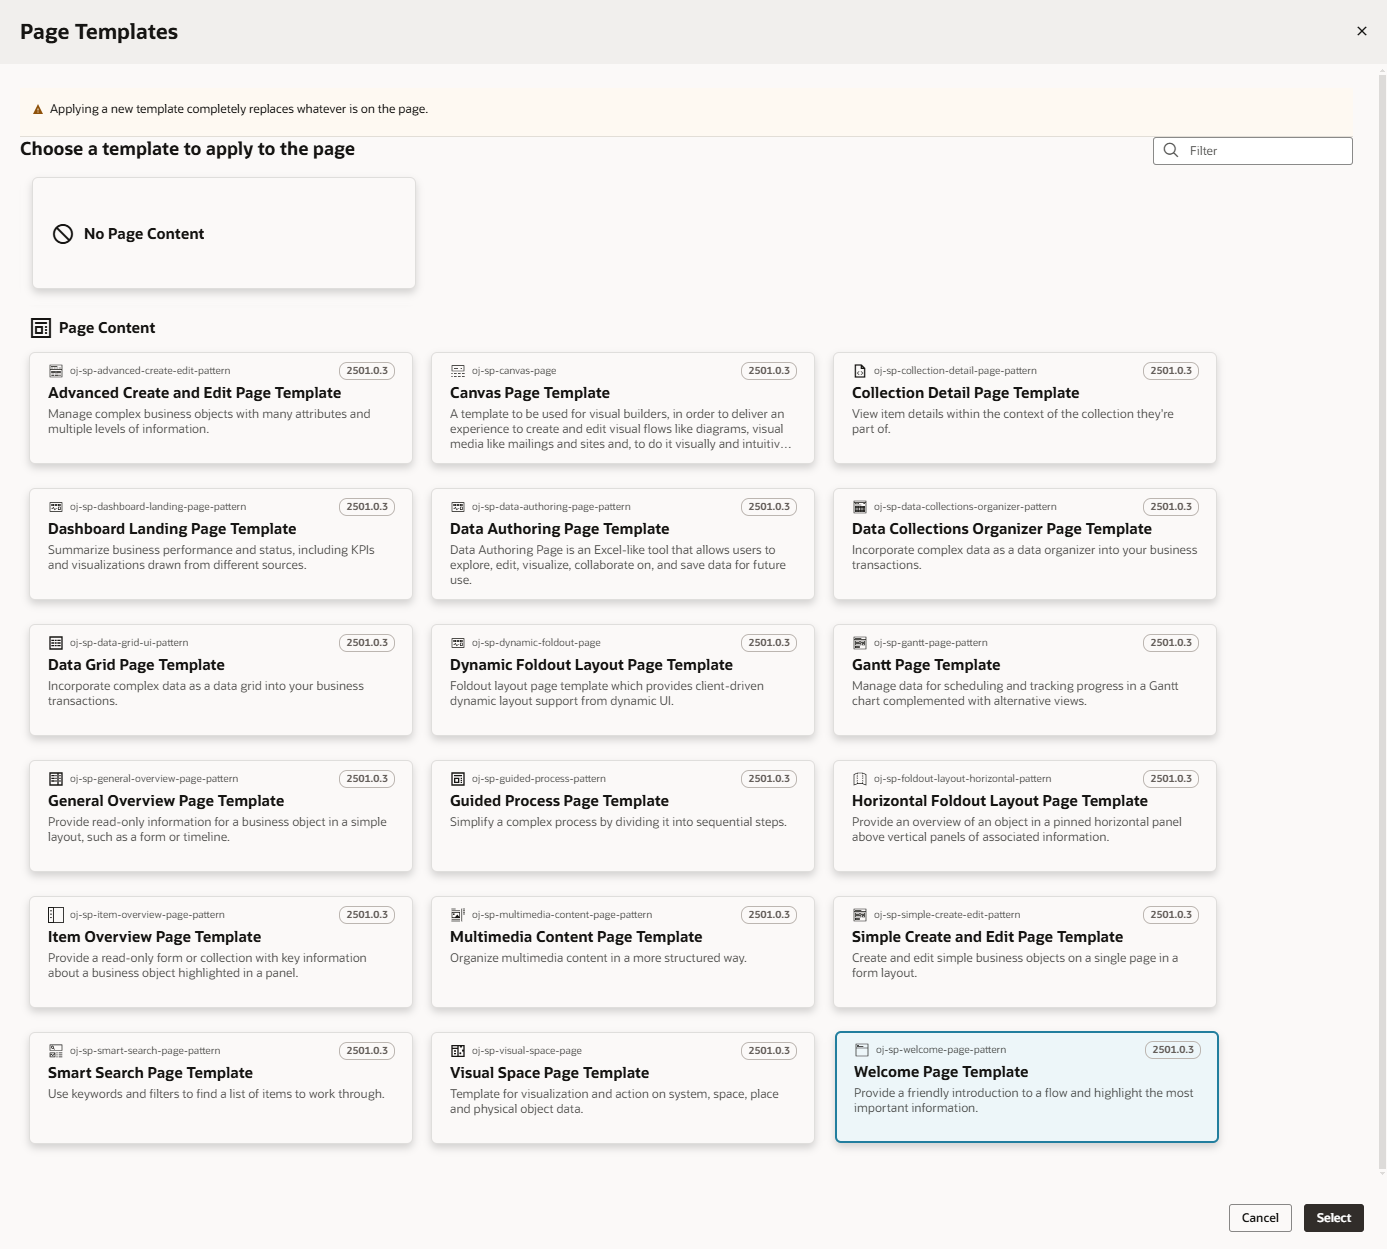 Page Templates
Applying a new template completely replaces whatever is on the page.
Choose a template to apply to the page
Filter
No Page Content
Page Content
oj-sp-advanced-create-edit-pattern 2501.0.3
Advanced Create and Edit Page Template
Manage complex business objects with many attributes and
multiple levels of information.
oj-sp-canvas-page 2501.0.3
Canvas Page Template
A template to be used for visual builders, in order to deliver an
experience to create and edit visual flows like diagrams, visual
media like mailings and sites and, to do it visually and intuitiv...
oj-sp-collection-detail-page-pattern 2501.0.3
Collection Detail Page Template
View item details within the context of the collection they're
part of.
oj-sp-dashboard-landing-page-pattern 2501.0.3
Dashboard Landing Page Template
Summarize business performance and status, including KPIs
and visualizations drawn from different sources.
oj-sp-data-authoring-page-pattern 2501.0.3
Data Authoring Page Template
Data Authoring Page is an Excel-like tool that allows users to
explore, edit, visualize, collaborate on, and save data for future
use.
oj-sp-data-collections-organizer-pattern 2501.0.3
Data Collections Organizer Page Template
Incorporate complex data as a data organizer into your business
transactions.
oj-sp-data-grid-ui-pattern 2501.0.3
Data Grid Page Template
Incorporate complex data as a data grid into your business
transactions.
oj-sp-dynamic-foldout-page 2501.0.3
Dynamic Foldout Layout Page Template
Foldout layout page template which provides client-driven
dynamic layout support from dynamic UI.
oj-sp-gantt-page-pattern 2501.0.3
Gantt Page Template
Manage data for scheduling and tracking progress in a Gantt
chart complemented with alternative views.
oj-sp-general-overview-page-pattern 2501.0.3
General Overview Page Template
Provide read-only information for a business object in a simple
layout, such as a form or timeline.
oj-sp-guided-process-pattern 2501.0.3
Guided Process Page Template
Simplify a complex process by dividing it into sequential steps.
oj-sp-foldout-layout-horizontal-pattern 2501.0.3
Horizontal Foldout Layout Page Template
Provide an overview of an object in a pinned horizontal panel
above vertical panels of associated information.
oj-sp-item-overview-page-pattern 2501.0.3
Item Overview Page Template
Provide a read-only form or collection with key information
about a business object highlighted in a panel.
oj-sp-multimedia-content-page-pattern 2501.0.3
Multimedia Content Page Template
Organize multimedia content in a more structured way.
oj-sp-simple-create-edit-pattern 2501.0.3
Simple Create and Edit Page Template
Create and edit simple business objects on a single page in a
form layout.
oj-sp-smart-search-page-pattern 2501.0.3
Smart Search Page Template
Use keywords and filters to find a list of items to work through.
oj-sp-visual-space-page 2501.0.3
Visual Space Page Template
Template for visualization and action on system, space, place
and physical object data.
oj-sp-welcome-page-pattern 2501.0.3
Welcome Page Template
Provide a friendly introduction to a flow and highlight the most
important information.
Cancel
Select